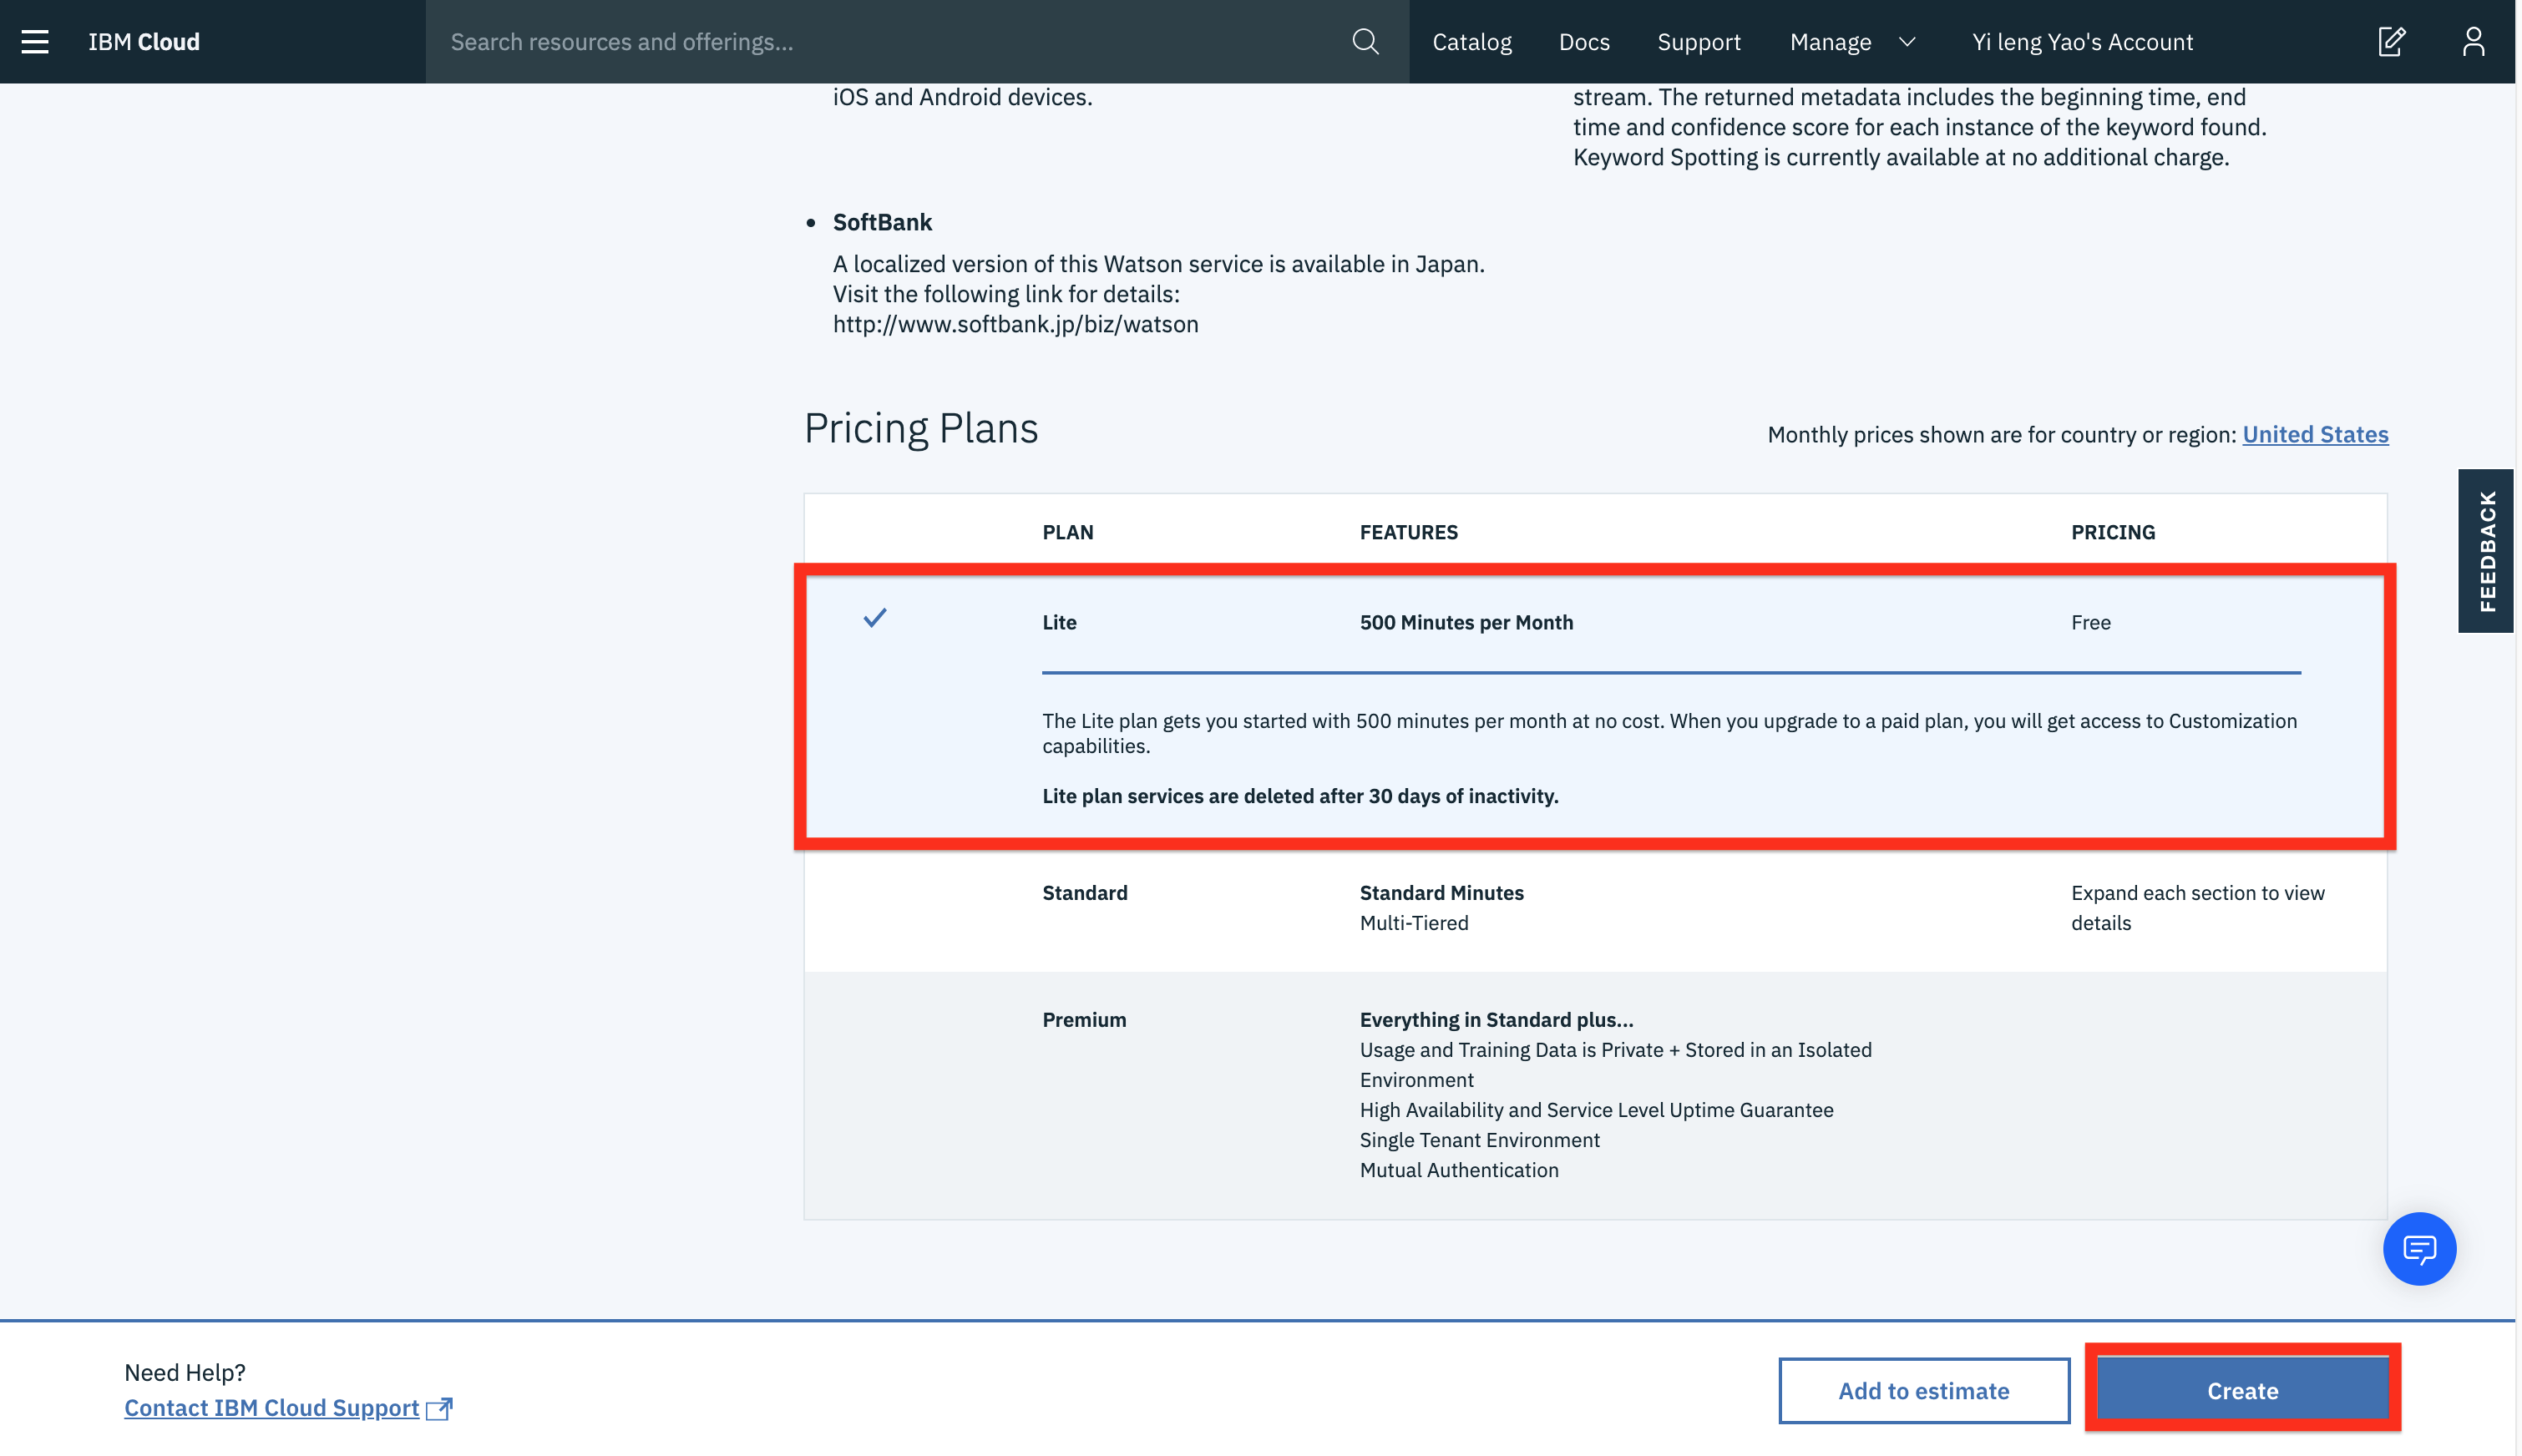 IBM Cloud
Search resources and offerings...
Catalog
Docs
Support
Manage
Yi leng Yao's Account
iOS and Android devices.
stream. The returned metadata includes the beginning time, end
time and confidence score for each instance of the keyword found.
Keyword Spotting is currently available at no additional charge.
• SoftBank
A localized version of this Watson service is available in Japan.
Visit the following link for details:
http://www.softbank.jp/biz/watson
Pricing Plans
Monthly prices shown are for country or region: United States
FEEDBACK
PLAN FEATURES PRICING
Lite 500 Minutes per Month Free
The Lite plan gets you started with 500 minutes per month at no cost. When you upgrade to a paid plan, you will get access to Customization
capabilities.
Lite plan services are deleted after 30 days of inactivity.
Standard Standard Minutes Expand each section to view
Multi-Tiered details
Premium Everything in Standard plus...
Usage and Training Data is Private + Stored in an Isolated
Environment
High Availability and Service Level Uptime Guarantee
Single Tenant Environment
Mutual Authentication
Need Help?
Contact IBM Cloud Support
Add to estimate
Create